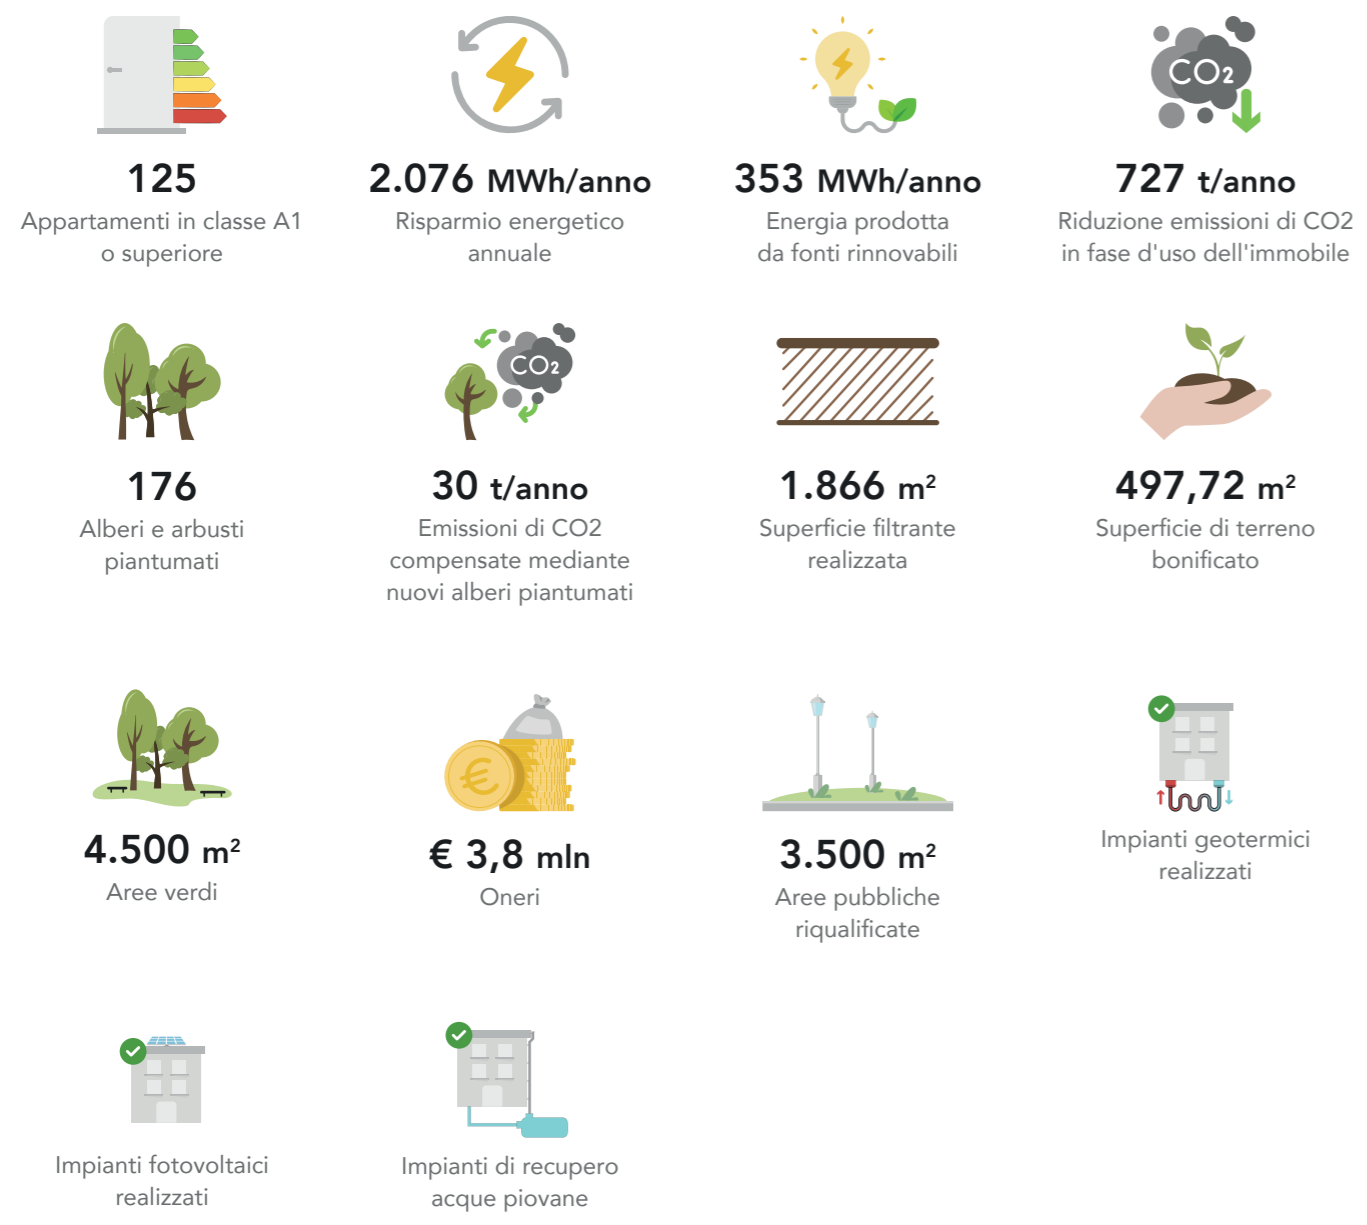 CO2
125
Appartamenti in classe A1
o superiore
2.076 MWh/anno
Risparmio energetico
annuale
353 MWh/anno
Energia prodotta
da fonti rinnovabili
727 t/anno
Riduzione emissioni di CO2
in fase d'uso dell'immobile
CO2
176
Alberi e arbusti
piantumati
30 t/anno
Emissioni di CO2
compensate mediante
nuovi alberi piantumati
1.866 m²
Superficie filtrante
realizzata
497,72 m²
Superficie di terreno
bonificato
€
4.500 m²
Aree verdi
€ 3,8 mln
Oneri
3.500 m²
Aree pubbliche
riqualificate
Impianti geotermici
realizzati
Impianti fotovoltaici
realizzati
Impianti di recupero
acque piovane